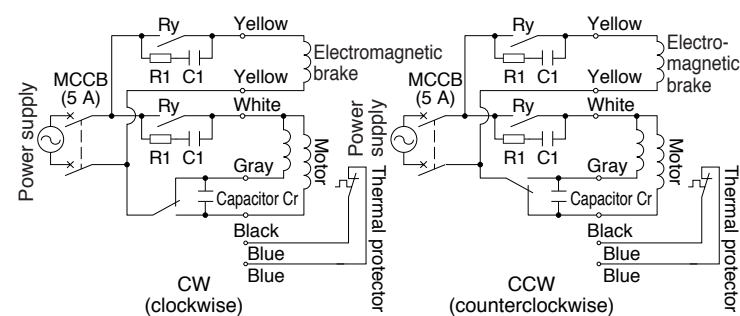 Ry
Yellow
Electromagnetic
brake
MCCB
(5 A)
R1 C1
Yellow
Ry
White
Power supply
R1 C1
Gray
Motor
Capacitor Cr
Thermal protector
Black
Blue
Blue
CW
(clockwise)
Ry
Yellow
Electro-
magnetic
brake
MCCB
(5 A)
R1 C1
Yellow
Ry
White
Power
supply
R1 C1
Gray
Motor
Capacitor Cr
Thermal protector
Black
Blue
Blue
CCW
(counterclockwise)